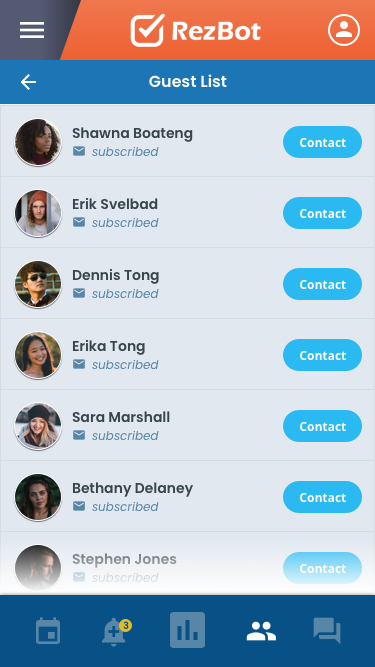 RezBot
Guest List
Shawna Boateng
subscribed
Contact
Erik Svelbad
subscribed
Contact
Dennis Tong
subscribed
Contact
Erika Tong
subscribed
Contact
Sara Marshall
subscribed
Contact
Bethany Delaney
subscribed
Contact
Stephen Jones
subscribed
Contact
3